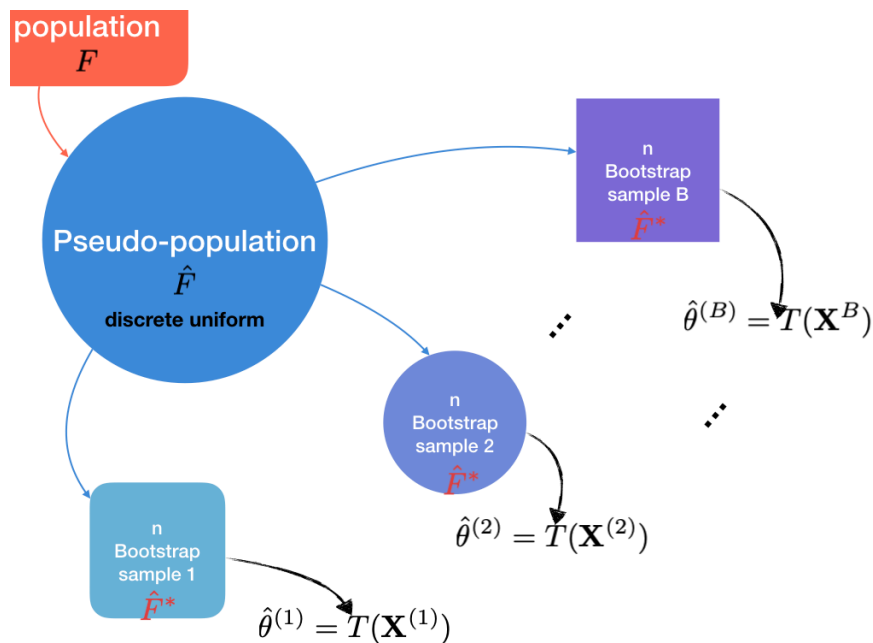 population
F
Pseudo-population
F̂
discrete uniform
n
Bootstrap
sample B
F̂*
θ̂^(B) = T(𝐗^B)
n
Bootstrap
sample 2
F̂*
θ̂^(2) = T(𝐗^(2))
n
Bootstrap
sample 1
F̂*
θ̂^(1) = T(𝐗^(1))